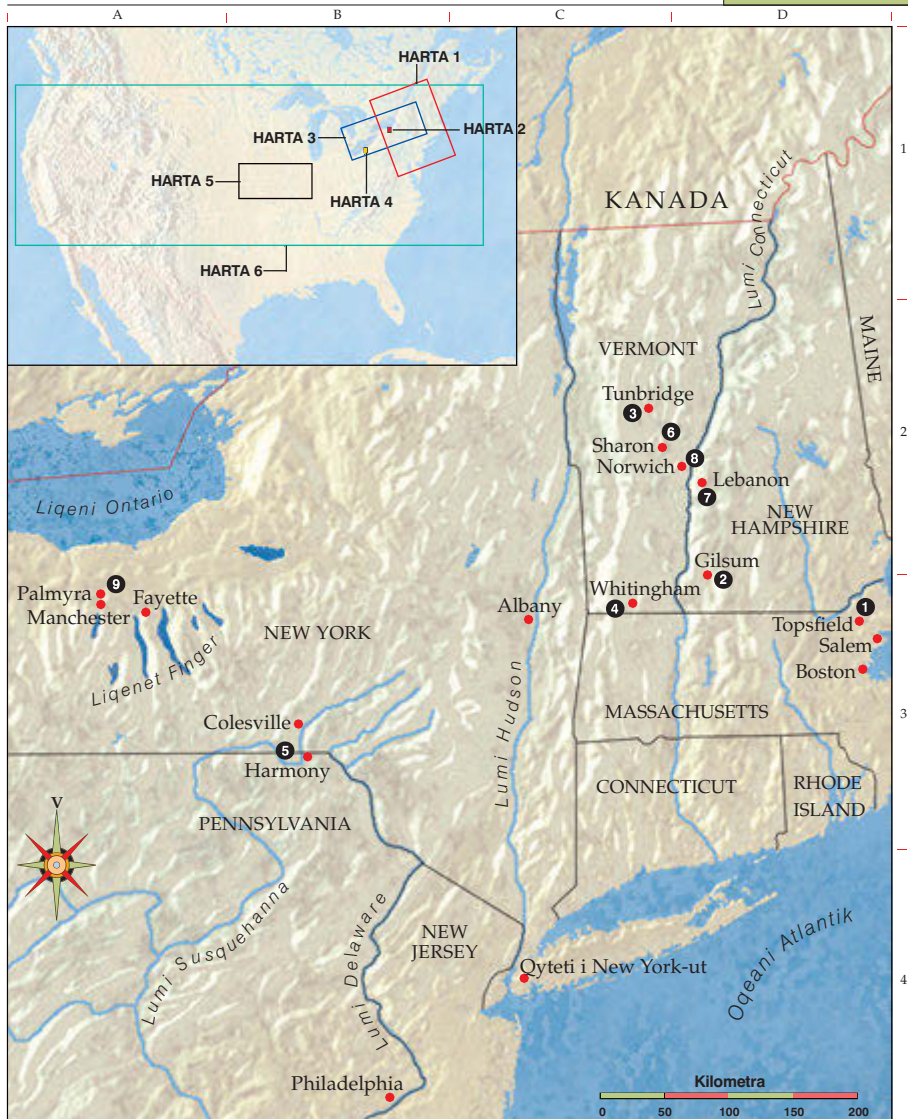 A B C D
HARTA 1
HARTA 3
HARTA 2
HARTA 5
HARTA 4
HARTA 6
1
KANADA
Lumi Connecticut
VERMONT
MAINE
Tunbridge
3
6
2
Sharon
8
Norwich
Lebanon
7
Liqeni Ontario
NEW
HAMPSHIRE
Gilsum
2
9
Palmyra
Fayette
Manchester
Whitingham
4
Albany
1
Topsfield
Salem
Boston
NEW YORK
Liqenet Finger
3
Colesville
MASSACHUSETTS
5
Harmony
Lumi Hudson
CONNECTICUT
RHODE
ISLAND
PENNSYLVANIA
V
Lumi Susquehanna
Lumi Delaware
NEW
JERSEY
Oqeani Atlantik
Qyteti i New York-ut
4
Philadelphia
Kilometra
0 50 100 150 200